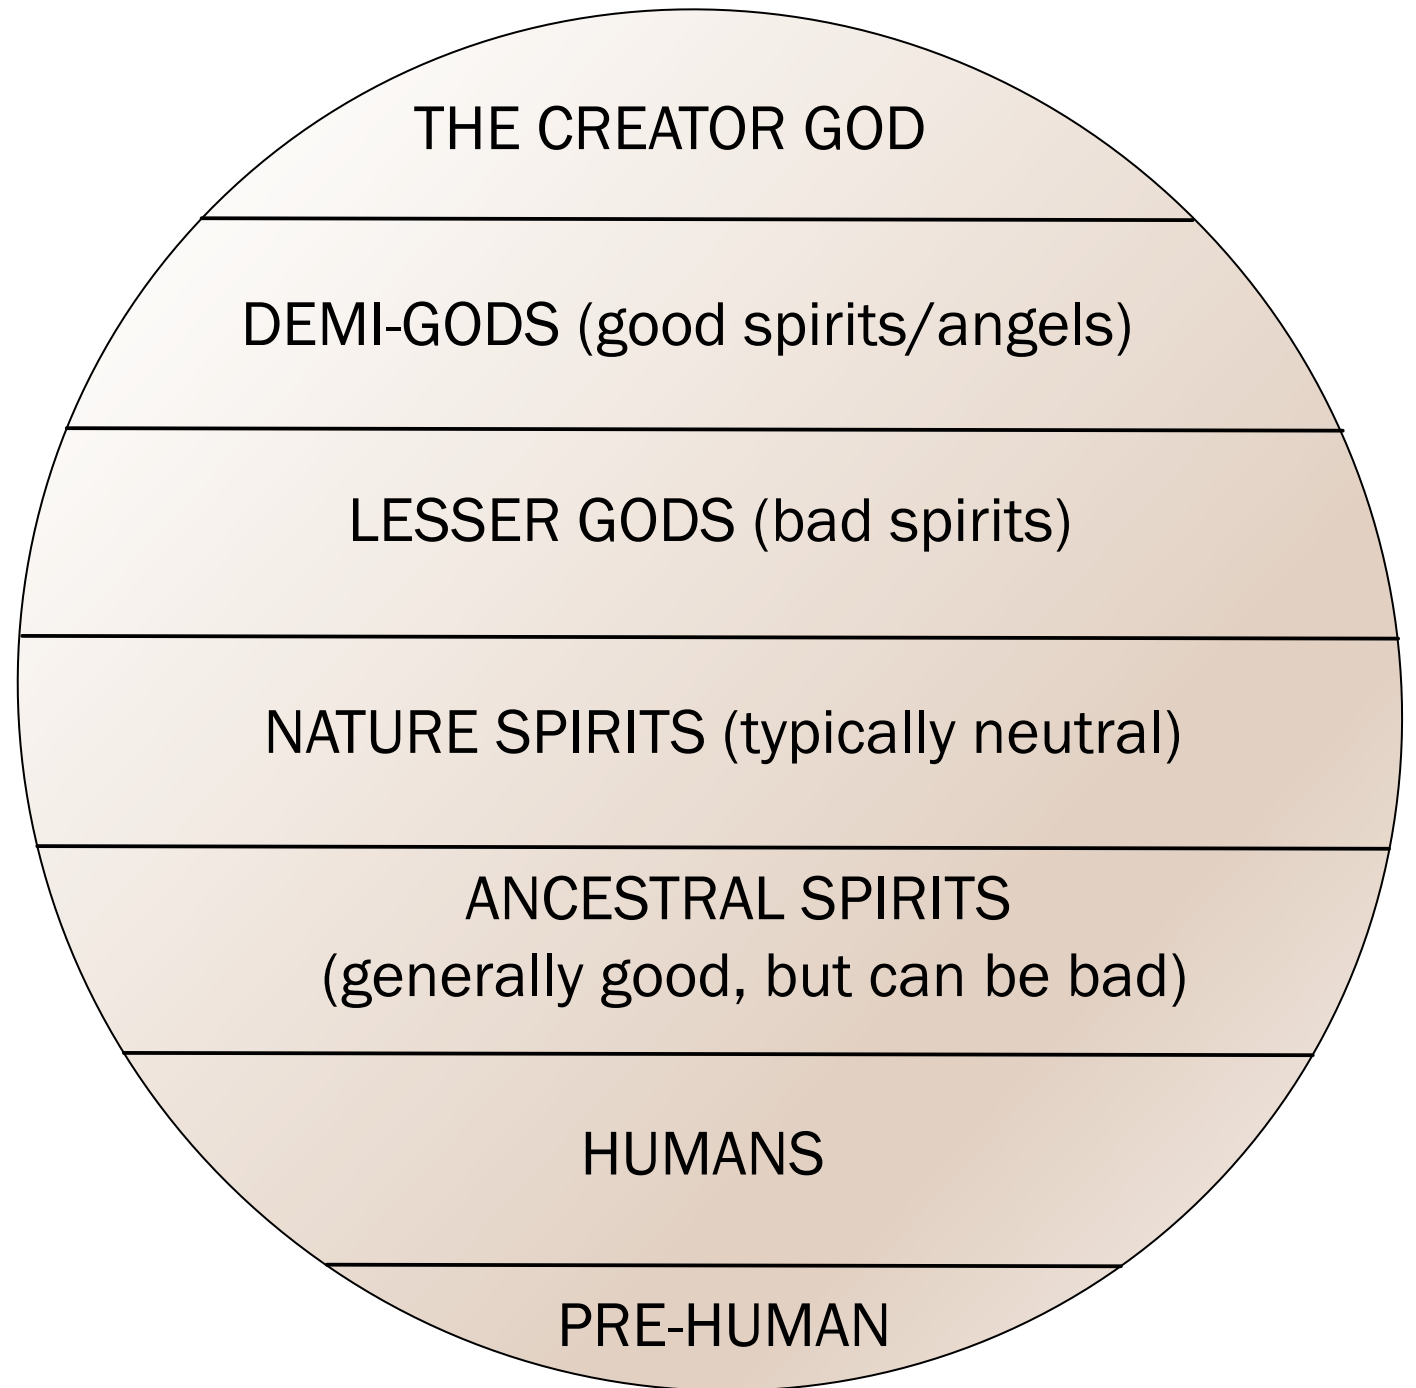 THE CREATOR GOD
DEMI-GODS (good spirits/angels)
LESSER GODS (bad spirits)
NATURE SPIRITS (typically neutral)
ANCESTRAL SPIRITS
(generally good, but can be bad)
HUMANS
PRE-HUMAN